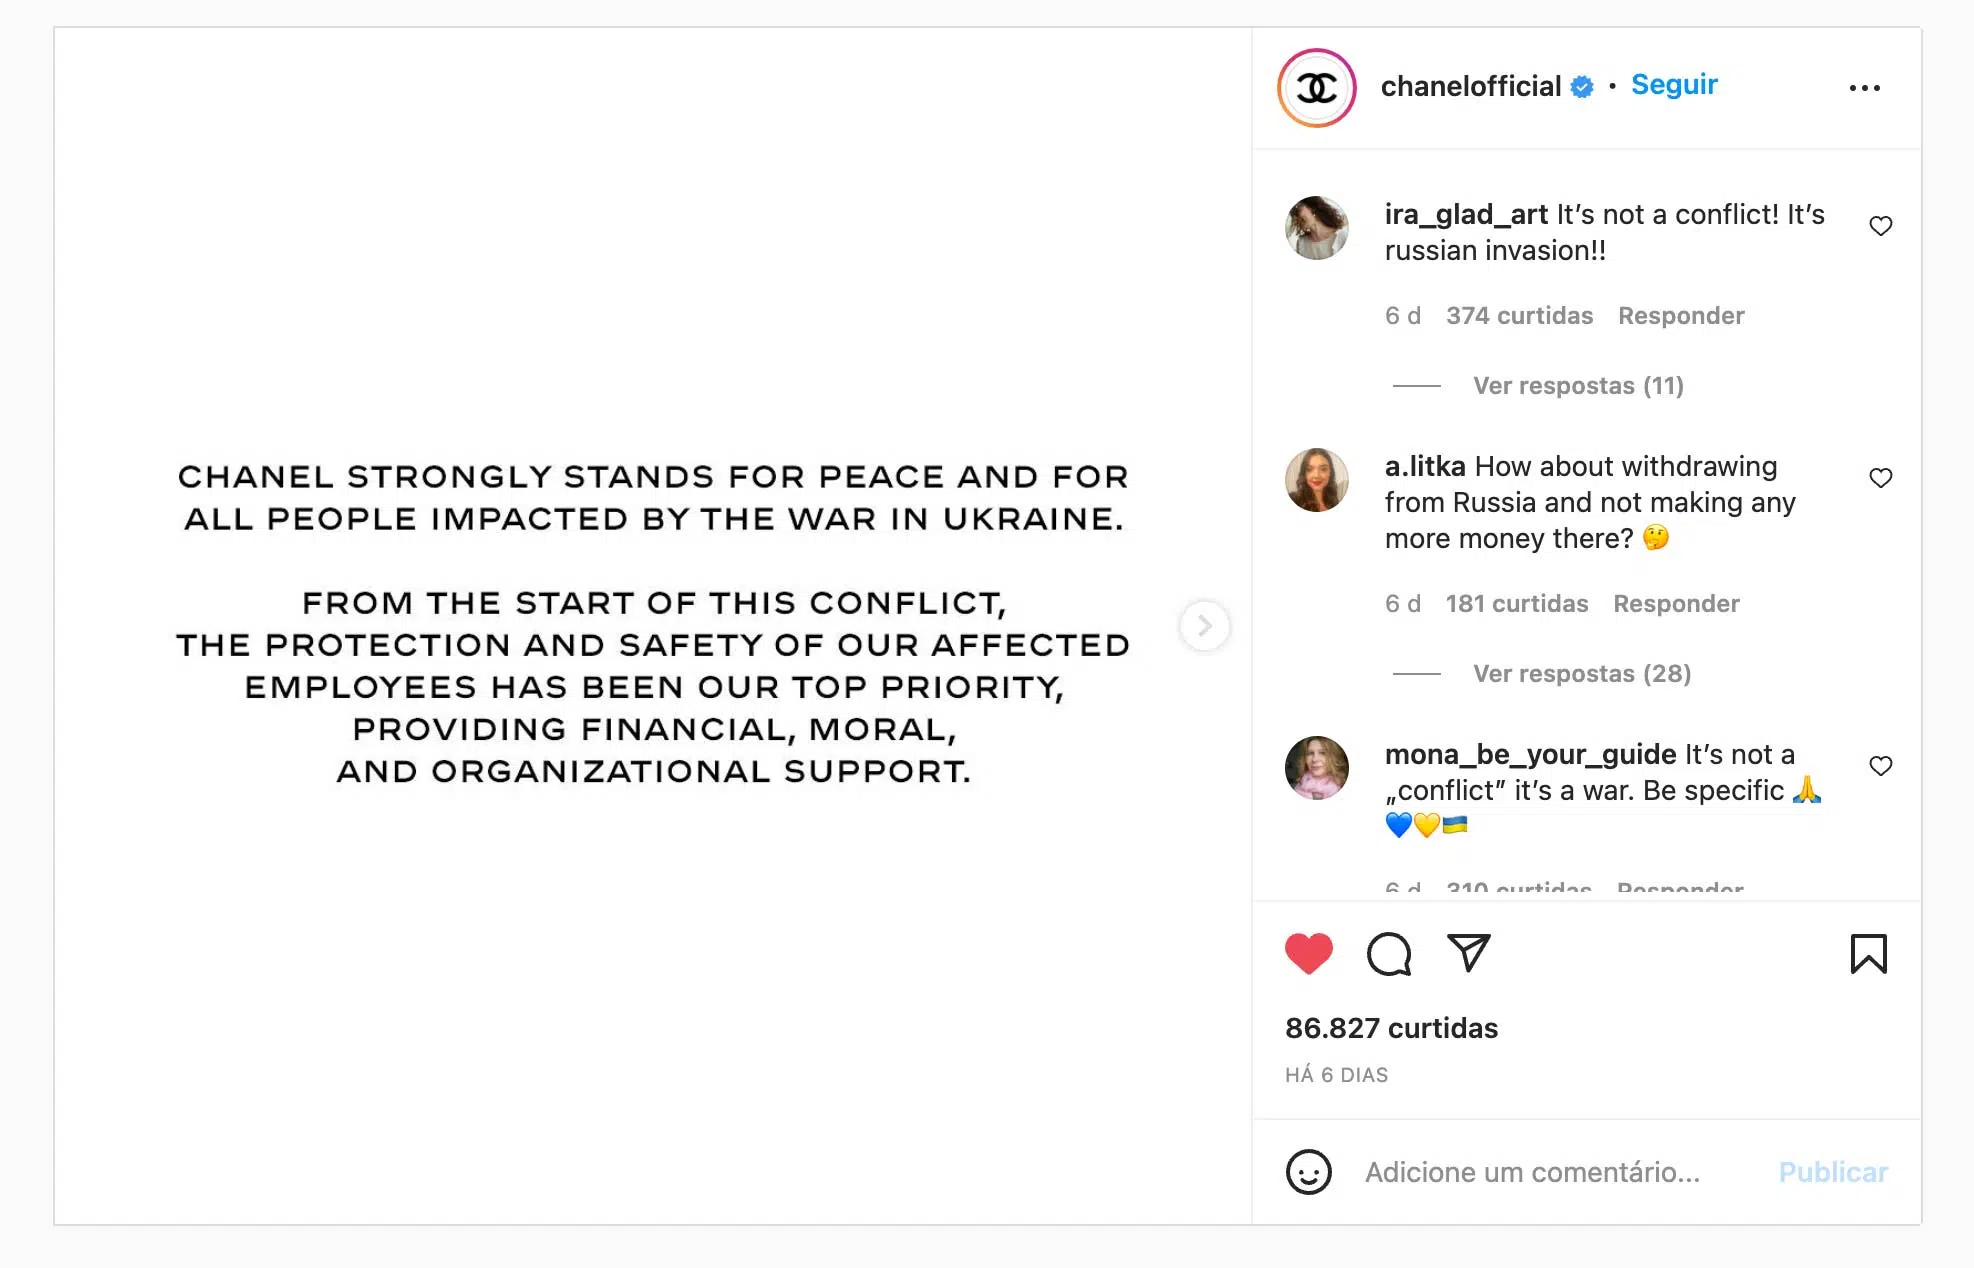 CHANEL STRONGLY STANDS FOR PEACE AND FOR
ALL PEOPLE IMPACTED BY THE WAR IN UKRAINE.
FROM THE START OF THIS CONFLICT,
THE PROTECTION AND SAFETY OF OUR AFFECTED
EMPLOYEES HAS BEEN OUR TOP PRIORITY,
PROVIDING FINANCIAL, MORAL,
AND ORGANIZATIONAL SUPPORT.
chanelofficial • Seguir
ira_glad_art It’s not a conflict! It’s
russian invasion!!
6 d 374 curtidas Responder
Ver respostas (11)
a.litka How about withdrawing
from Russia and not making any
more money there? 🤔
6 d 181 curtidas Responder
Ver respostas (28)
mona_be_your_guide It’s not a
„conflict” it’s a war. Be specific 🙏
💙💛🇺🇦
6 d 310 curtidas Responder
86.827 curtidas
HÁ 6 DIAS
Adicione um comentário... Publicar